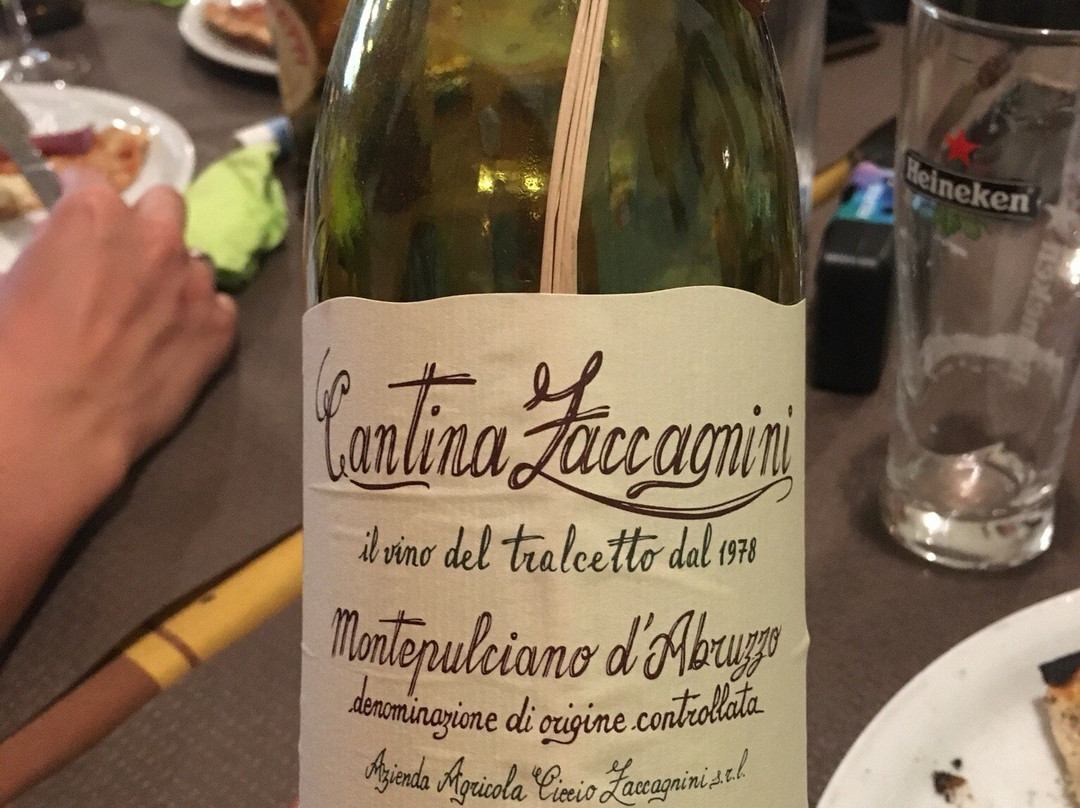 Heineken
Cantina Zaccagnini
il vino del tralcetto dal 1978
Montepulciano d'Abruzzo
denominazione di origine controllata
Azienda Agricola Ciccio Zaccagnini s.r.l.